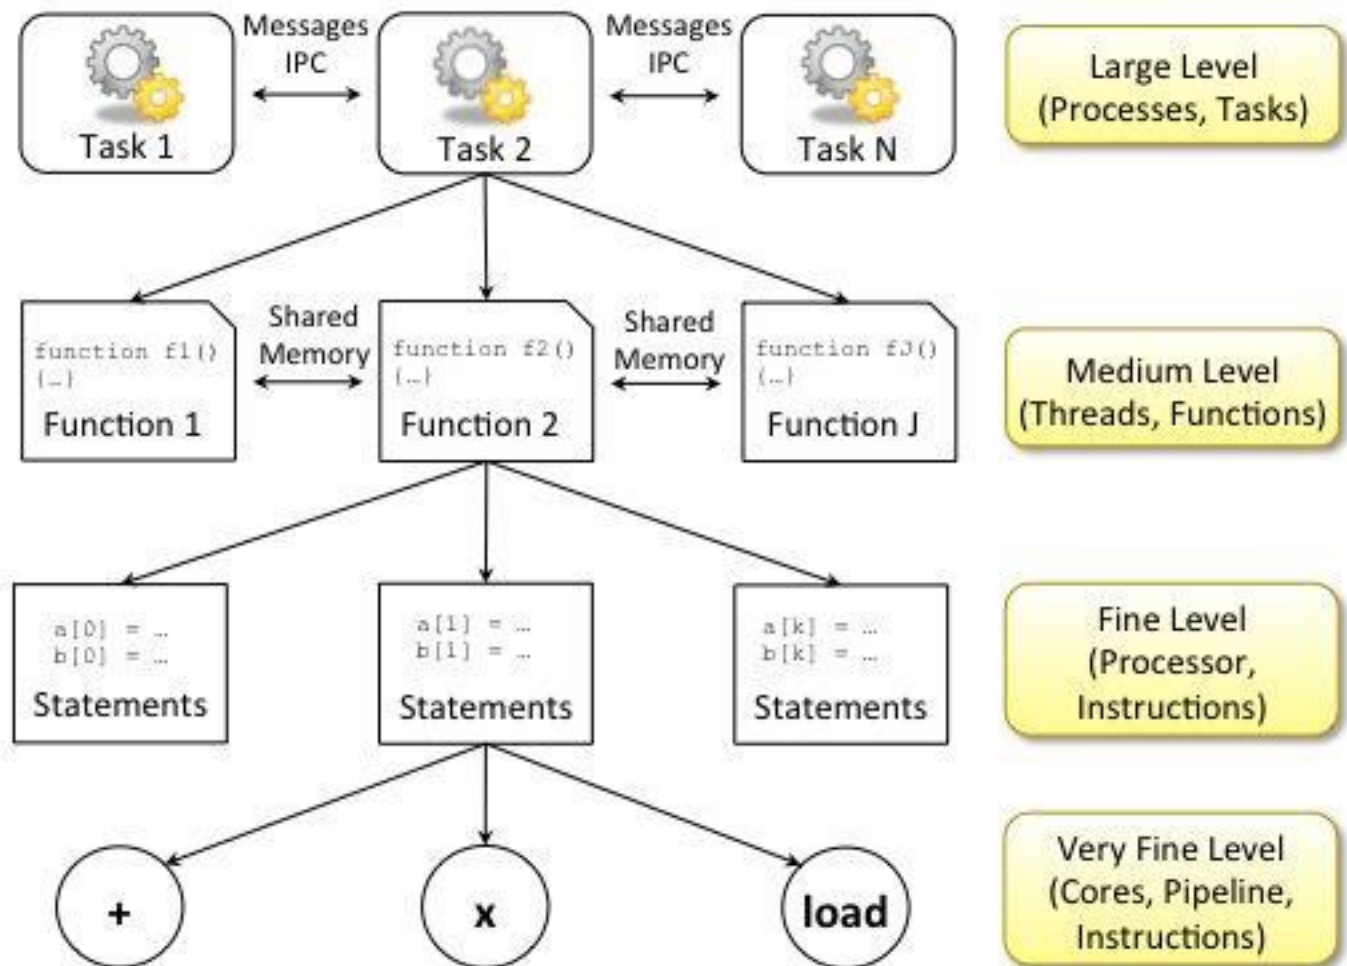 Messages
IPC
Messages
IPC
Task 1
Task 2
Task N
Large Level
(Processes, Tasks)
Shared
Memory
Shared
Memory
function f1()
{…}
Function 1
function f2()
{…}
Function 2
function fJ()
{…}
Function J
Medium Level
(Threads, Functions)
a[0] = …
b[0] = …
Statements
a[1] = …
b[1] = …
Statements
a[k] = …
b[k] = …
Statements
Fine Level
(Processor,
Instructions)
+
x
load
Very Fine Level
(Cores, Pipeline,
Instructions)